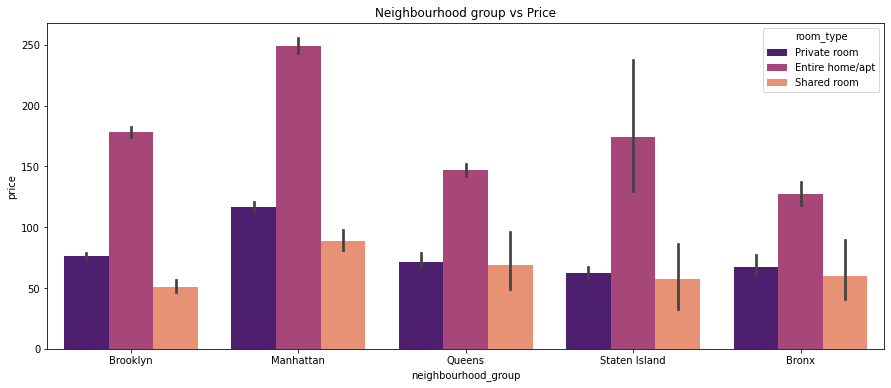 Neighbourhood group vs Price
room_type
Private room
Entire home/apt
Shared room
price
250
200
150
100
50
0
Brooklyn
Manhattan
Queens
Staten Island
Bronx
neighbourhood_group